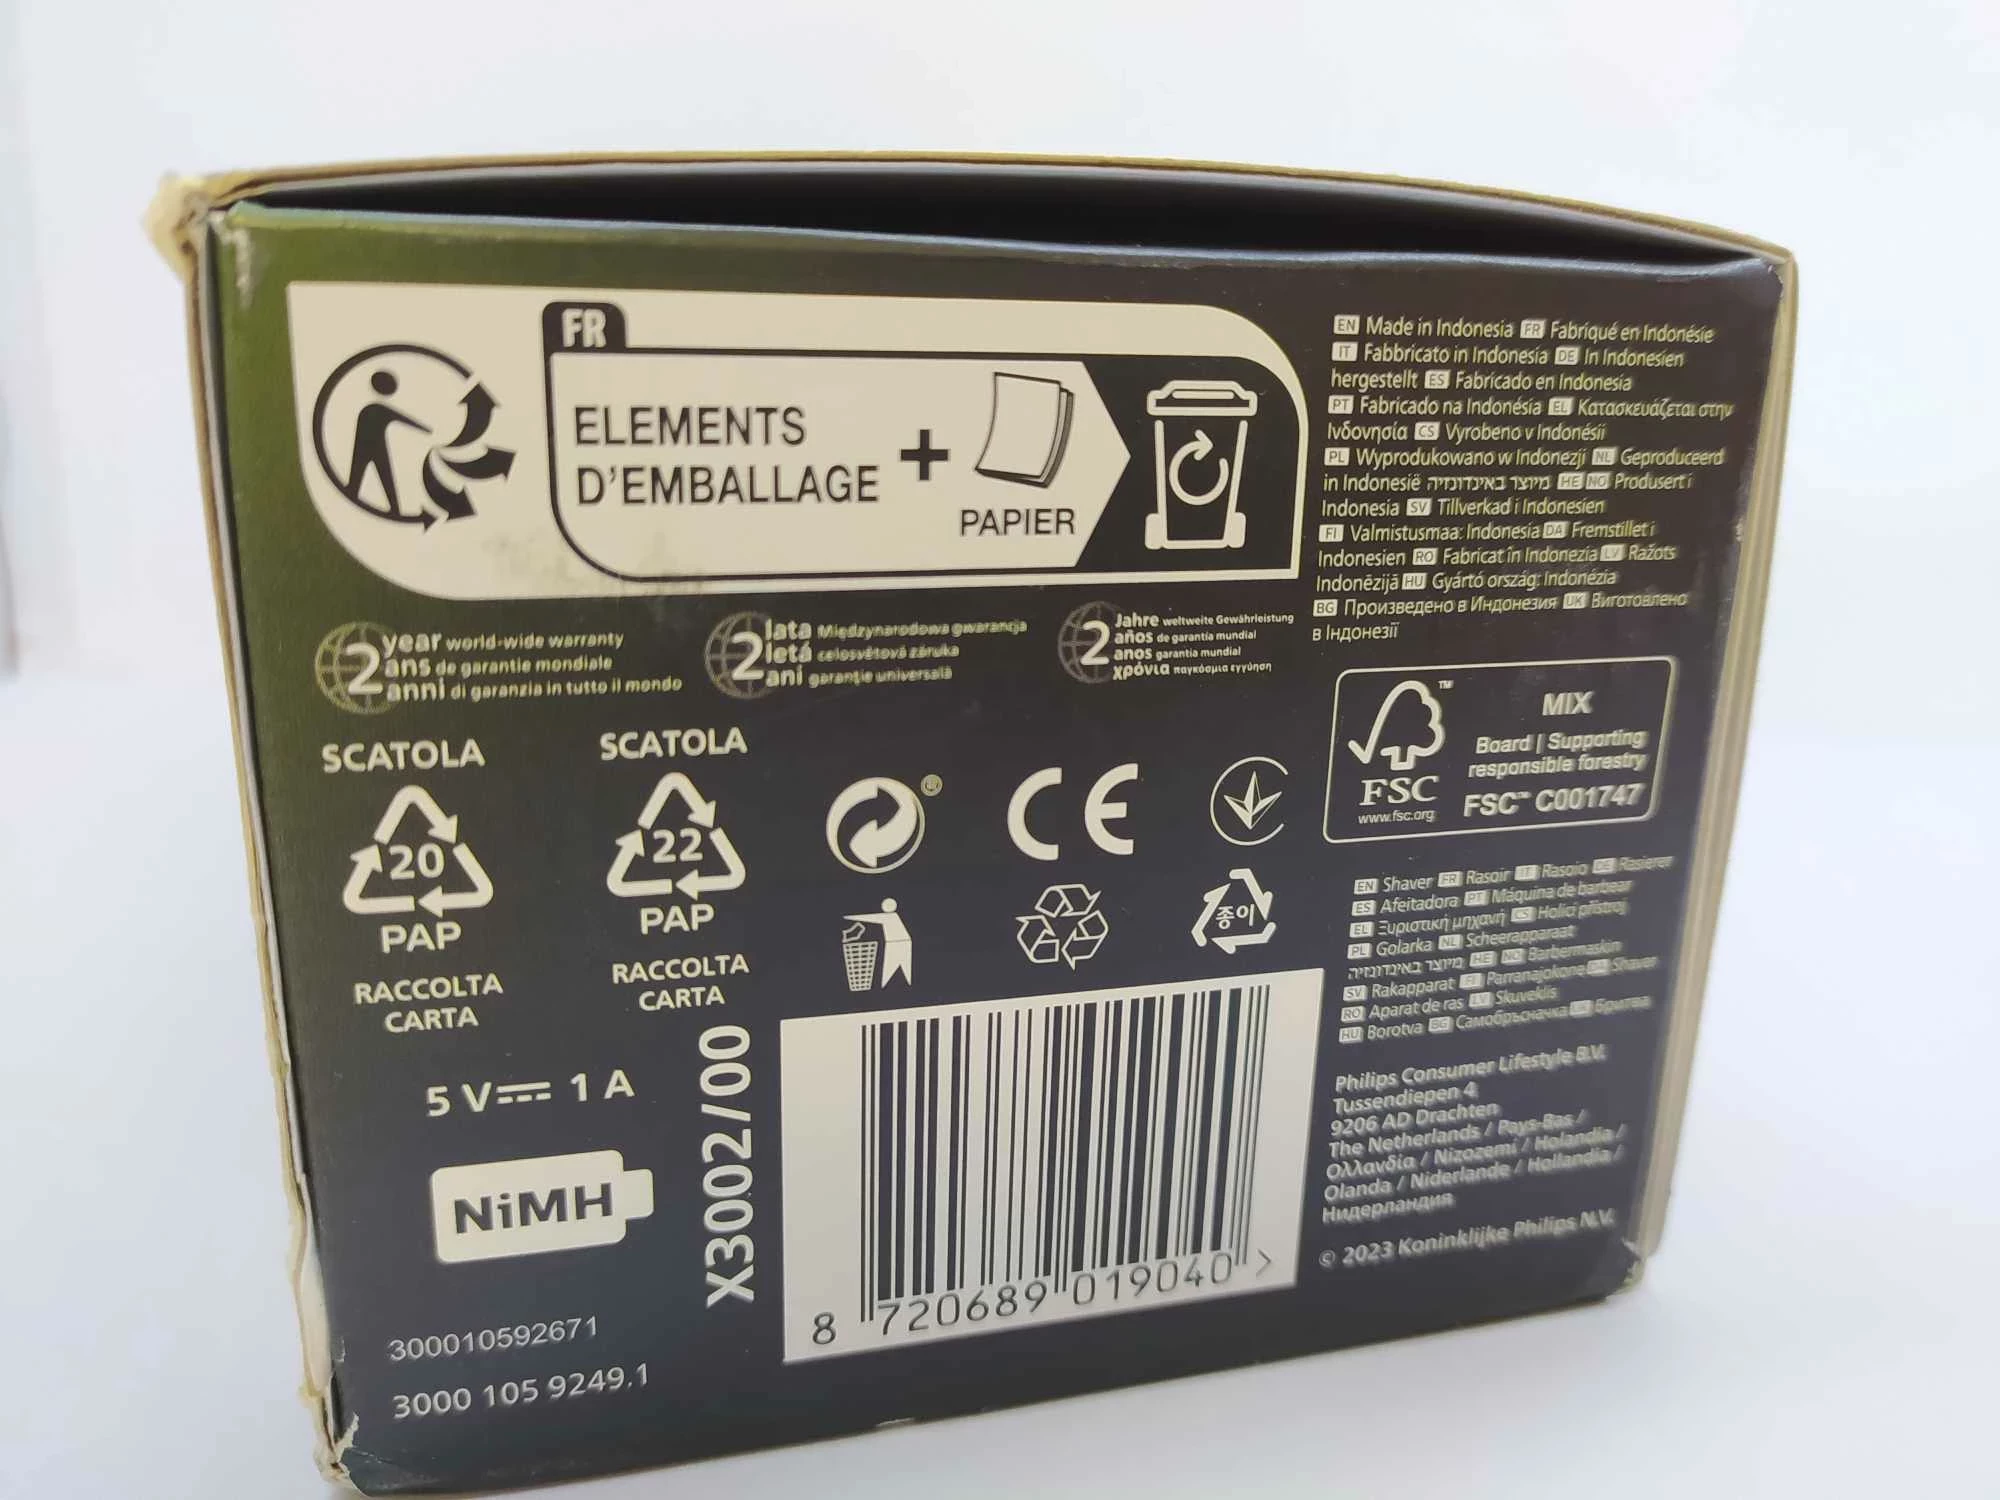 FR
ELEMENTS
D'EMBALLAGE
+
PAPIER
EN Made in Indonesia FR Fabriqué en Indonésie
IT Fabbricato in Indonesia DE In Indonesien
hergestellt ES Fabricado en Indonesia
PT Fabricado na Indonésia EL Κατασκευάζεται στην
Ινδονησία CS Vyrobeno v Indonésii
PL Wyprodukowano w Indonezji NL Geproduceerd
in Indonesië מיוצר באינדונזיה HE NO Produsert i
Indonesia SV Tillverkad i Indonesien
FI Valmistusmaa: Indonesia DA Fremstillet i
Indonesien RO Fabricat în Indonezia LV Ražots
Indonēzijā HU Gyártó ország: Indonézia
BG Произведено в Индонезия UK Виготовлено
в Індонезії
2 year world-wide warranty
ans de garantie mondiale
anni di garanzia in tutto il mondo
2 lata Międzynarodowa gwarancja
letá celosvětová záruka
ani garanție universală
2 Jahre weltweite Gewährleistung
años de garantía mundial
anos garantia mundial
χρόνια παγκόσμια εγγύηση
SCATOLA
20
PAP
RACCOLTA
CARTA
SCATOLA
22
PAP
RACCOLTA
CARTA
®
CE
종이
FSC™
www.fsc.org
MIX
Board | Supporting
responsible forestry
FSC™ C001747
EN Shaver FR Rasoir IT Rasoio DE Rasierer
ES Afeitadora PT Máquina de barbear
EL Ξυριστική μηχανή CS Holicí přístroj
PL Golarka NL Scheerapparaat
מיוצר באינדונזיה HE NO Barbermaskin
SV Rakapparat FI Parranajokone DA Shaver
RO Aparat de ras LV Skuveklis
HU Borotva BG Самобръсначка UK Бритва
Philips Consumer Lifestyle B.V.
Tussendiepen 4
9206 AD Drachten
The Netherlands / Pays-Bas /
Ολλανδία / Nizozemí / Holandia /
Olanda / Niderlande / Hollandia /
Нидерландия
© 2023 Koninklijke Philips N.V.
5 V 1 A
NiMH
X3002/00
8 720689 019040 >
300010592671
3000 105 9249.1